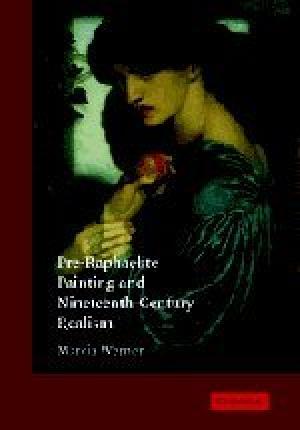 Pre-Raphaelite
Painting and
Nineteenth-Century
Realism
Marcia Werner